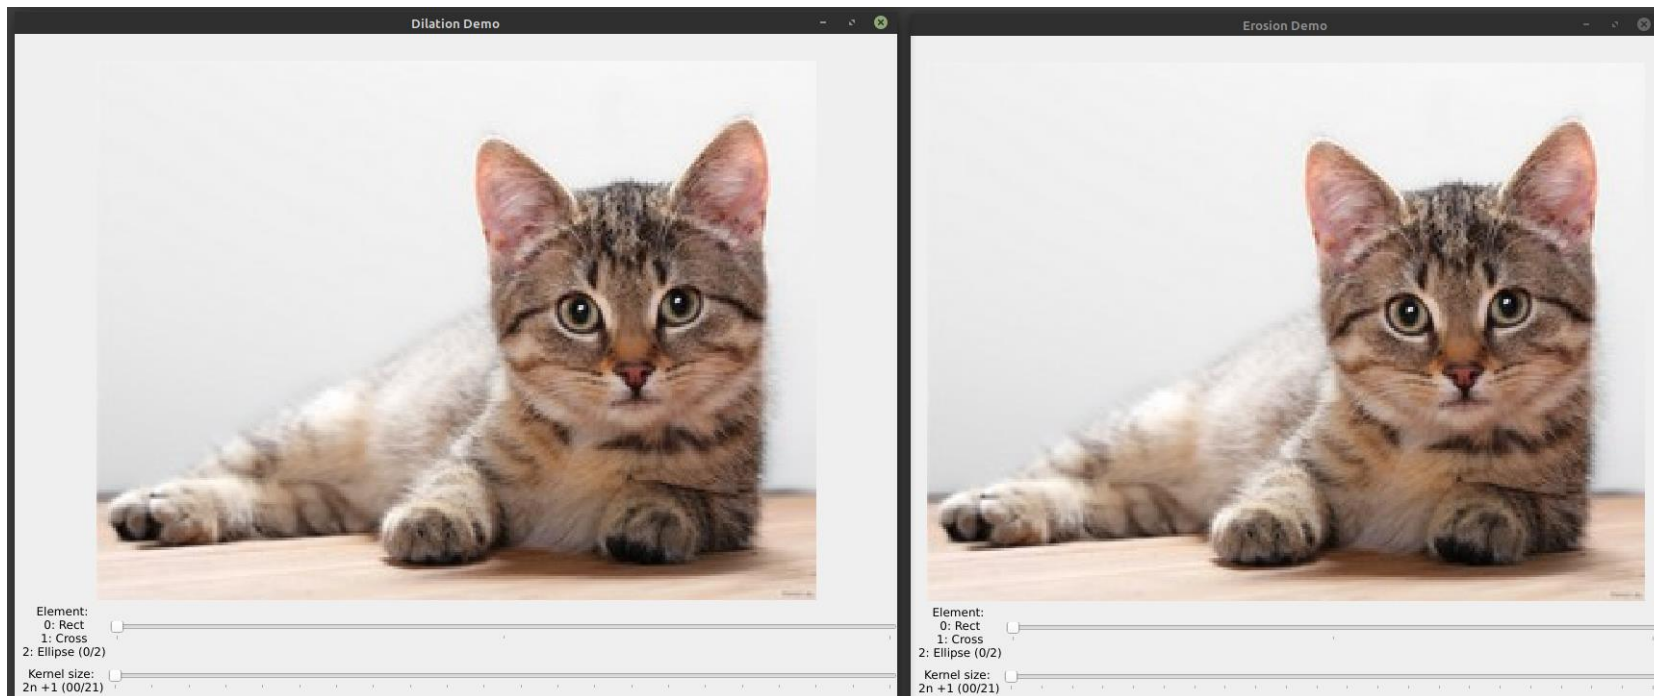 Dilation Demo
Element:
0: Rect
1: Cross
2: Ellipse (0/2)
Kernel size:
2n +1 (00/21)
Erosion Demo
Element:
0: Rect
1: Cross
2: Ellipse (0/2)
Kernel size:
2n +1 (00/21)